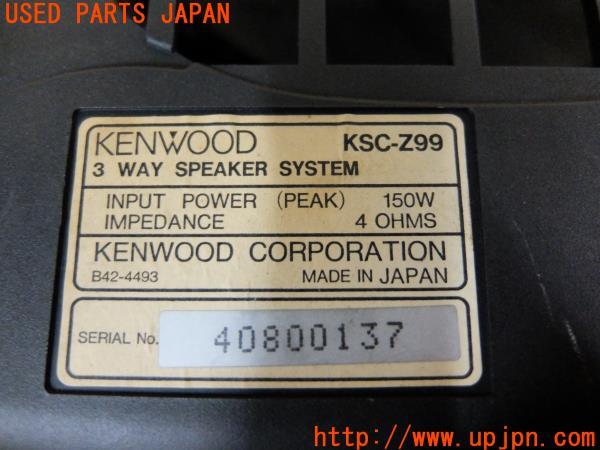 USED PARTS JAPAN
KENWOOD KSC-Z99
3 WAY SPEAKER SYSTEM
INPUT POWER (PEAK) 150W
IMPEDANCE 4 OHMS
KENWOOD CORPORATION
B42-4493 MADE IN JAPAN
SERIAL No. 40800137
http://www.upjpn.com